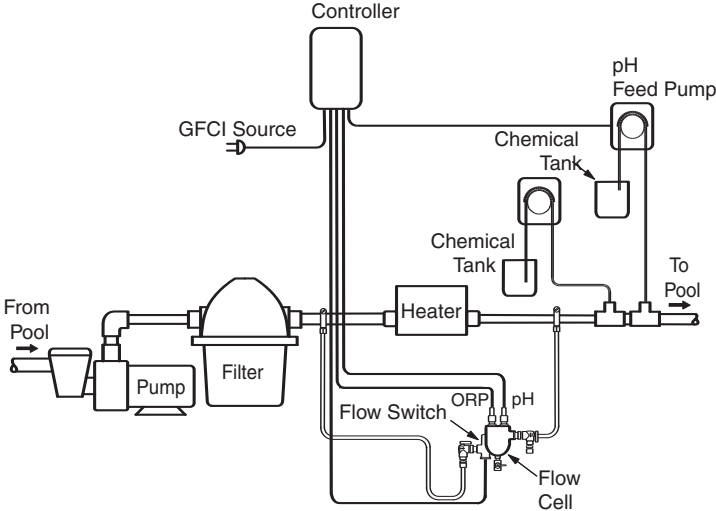 Controller
pH
Feed Pump
GFCI Source
Chemical
Tank
Chemical
Tank
To
Pool
From
Pool
Heater
Filter
Pump
ORP
pH
Flow Switch
Flow
Cell